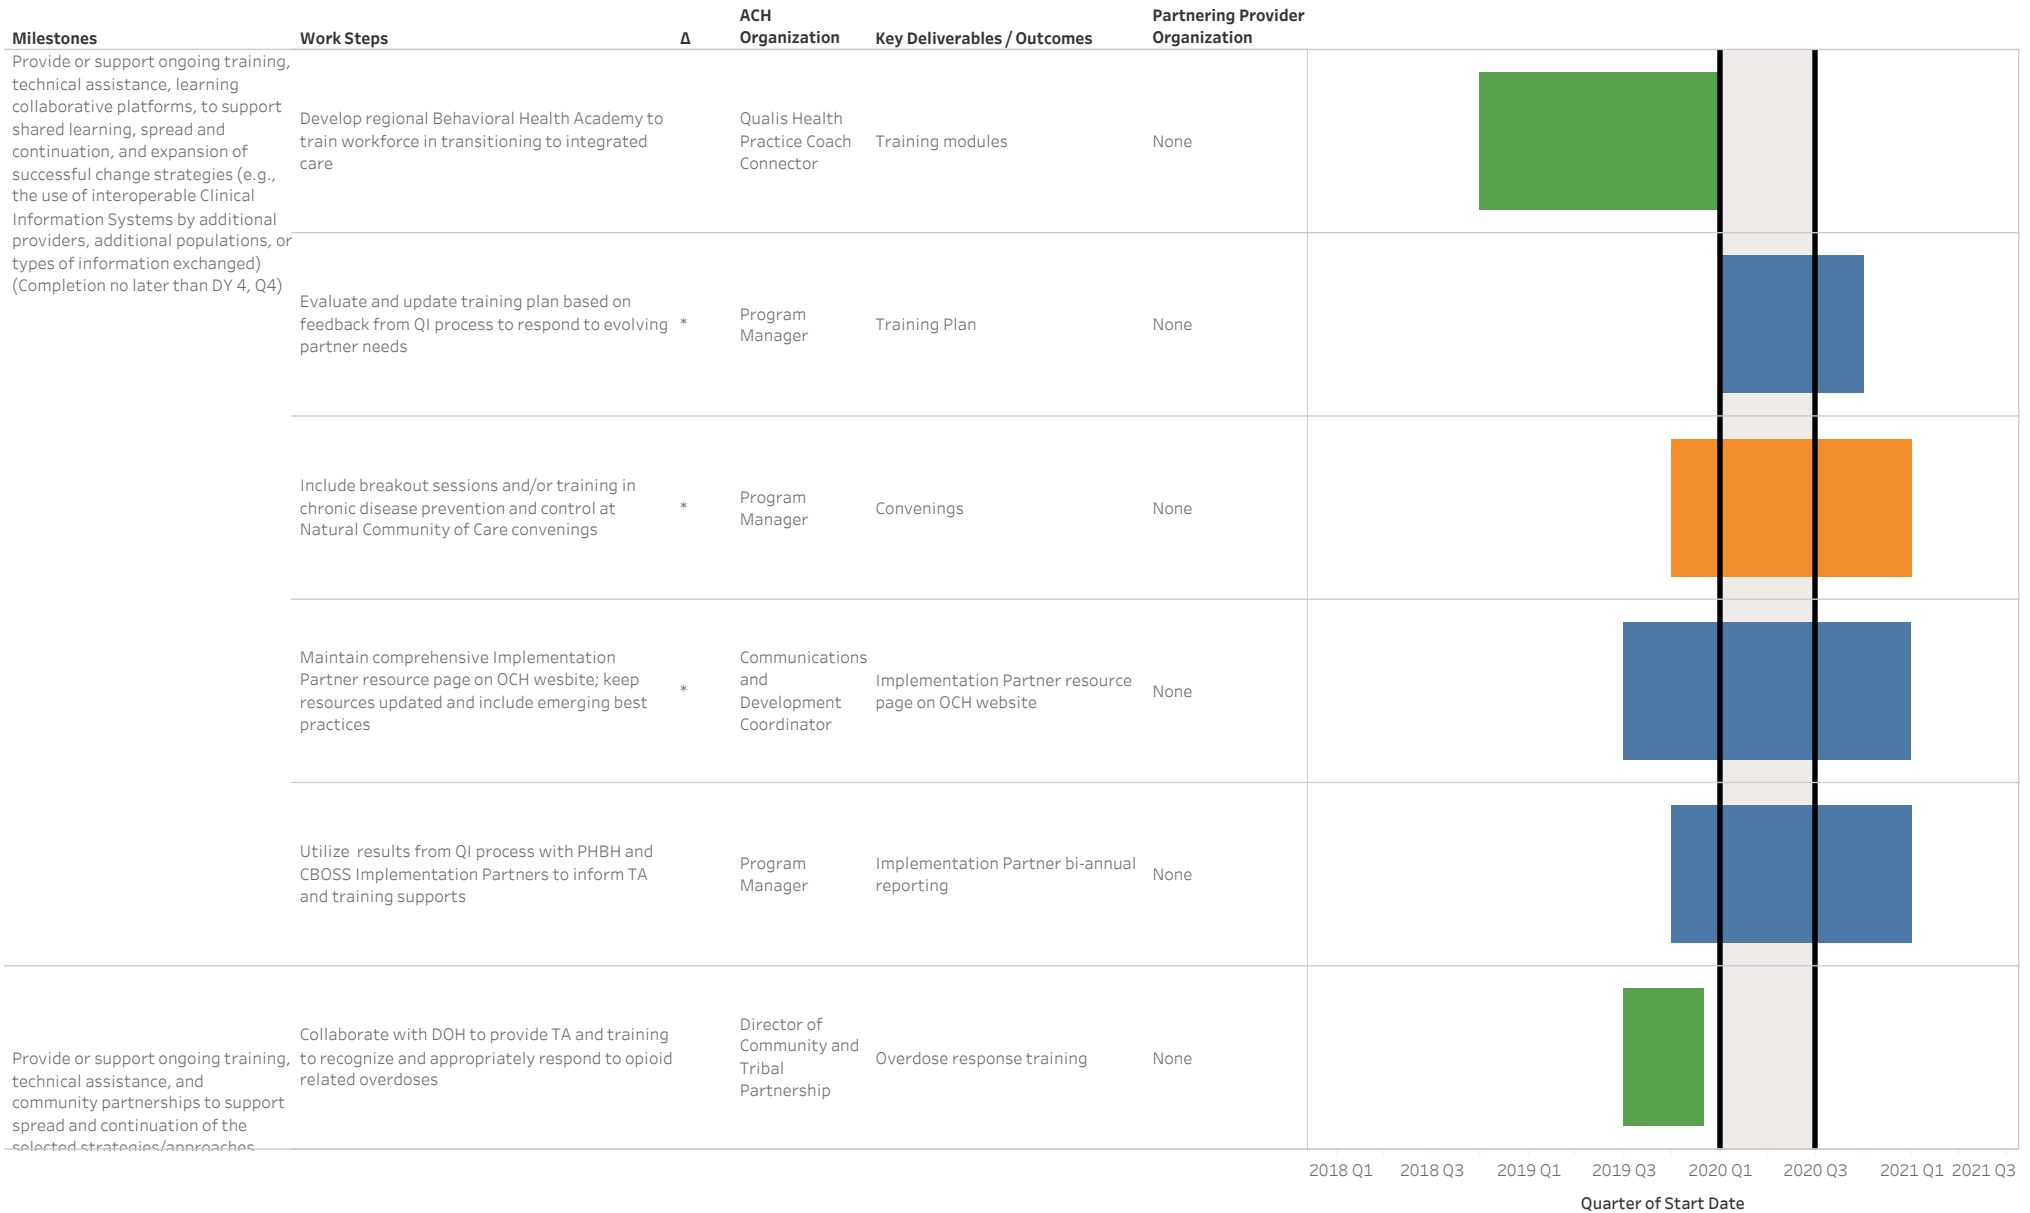 Milestones
Work Steps
Δ
ACH
Organization
Key Deliverables / Outcomes
Partnering Provider
Organization
Provide or support ongoing training,
technical assistance, learning
collaborative platforms, to support
shared learning, spread and
continuation, and expansion of
successful change strategies (e.g.,
the use of interoperable Clinical
Information Systems by additional
providers, additional populations, or
types of information exchanged)
(Completion no later than DY 4, Q4)
Develop regional Behavioral Health Academy to
train workforce in transitioning to integrated
care
Qualis Health
Practice Coach
Connector
Training modules
None
Evaluate and update training plan based on
feedback from QI process to respond to evolving
partner needs
*
Program
Manager
Training Plan
None
Include breakout sessions and/or training in
chronic disease prevention and control at
Natural Community of Care convenings
*
Program
Manager
Convenings
None
Maintain comprehensive Implementation
Partner resource page on OCH wesbite; keep
resources updated and include emerging best
practices
*
Communications
and
Development
Coordinator
Implementation Partner resource
page on OCH website
None
Utilize  results from QI process with PHBH and
CBOSS Implementation Partners to inform TA
and training supports
Program
Manager
Implementation Partner bi-annual
reporting
None
Provide or support ongoing training,
technical assistance, and
community partnerships to support
spread and continuation of the
selected strategies/approaches
Collaborate with DOH to provide TA and training
to recognize and appropriately respond to opioid
related overdoses
Director of
Community and
Tribal
Partnership
Overdose response training
None
2018 Q1
2018 Q3
2019 Q1
2019 Q3
2020 Q1
2020 Q3
2021 Q1
2021 Q3
Quarter of Start Date